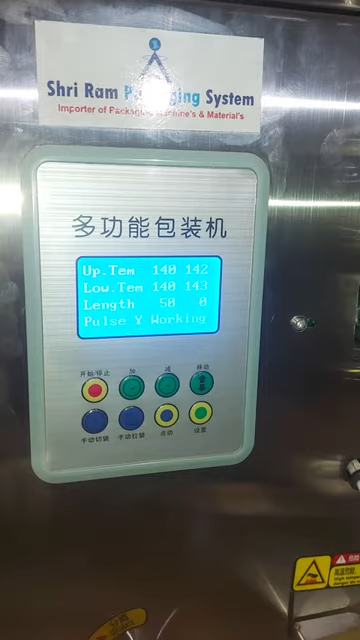 Shri Ram Packaging System
Importer of Packaging Machine's & Material's
多功能包装机
Up.Tem 140 142
Low.Tem 140 143
Length 50 0
Pulse Y Working
开始/停止 加 减 移动
手动切袋 手动拉袋 点动 设置